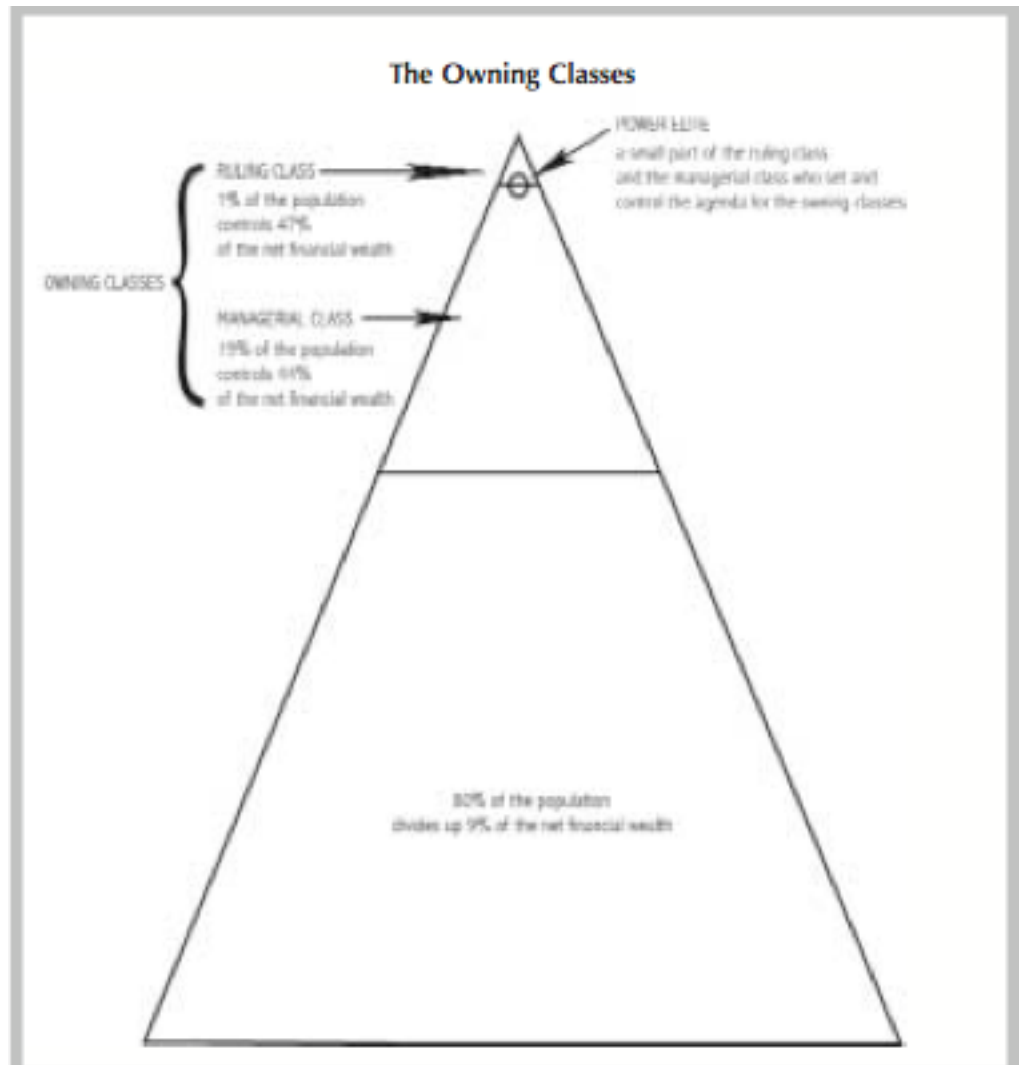 The Owning Classes
POWER ELITE
a small part of the ruling class
and the managerial class who set and
control the agenda for the owning classes
RULING CLASS
1% of the population
controls 47%
of the net financial wealth
OWNING CLASSES
MANAGERIAL CLASS
19% of the population
controls 44%
of the net financial wealth
80% of the population
divides up 9% of the net financial wealth